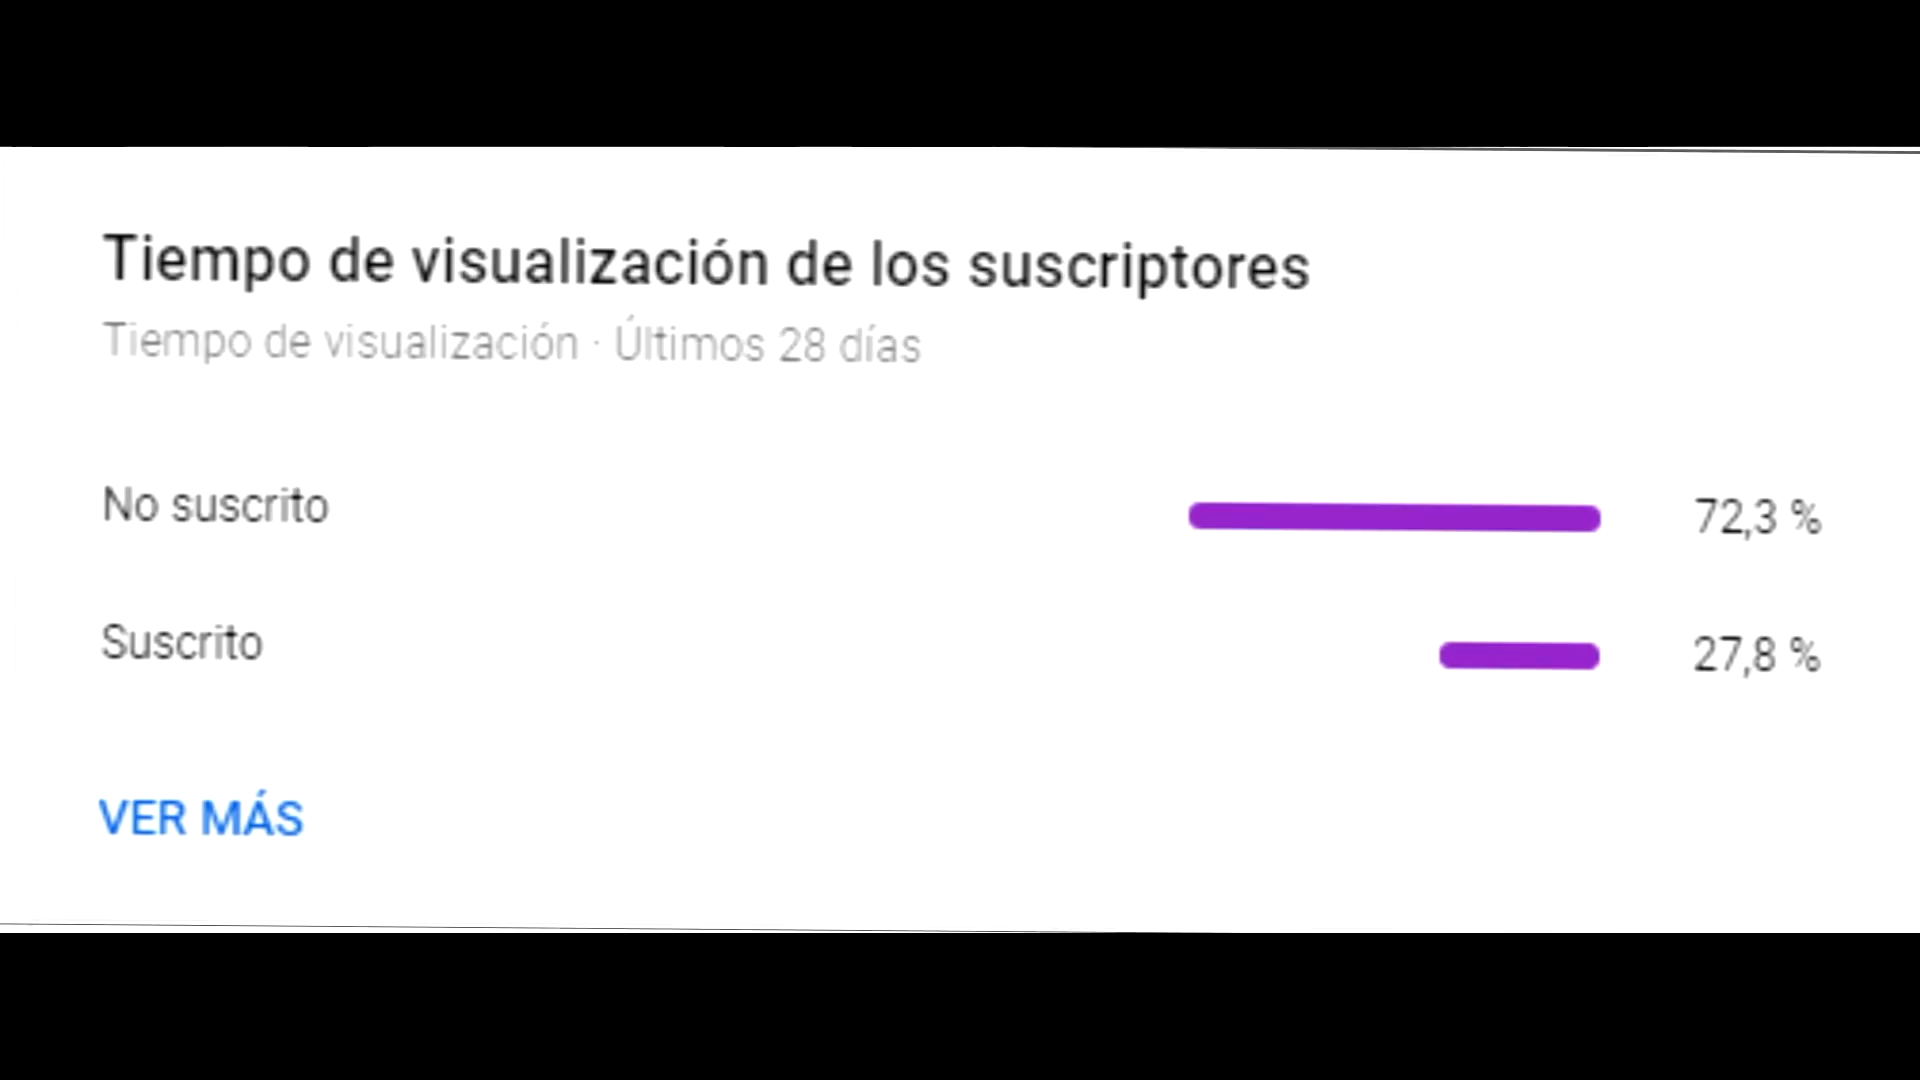 Tiempo de visualización de los suscriptores
Tiempo de visualización · Últimos 28 días
No suscrito 72,3 %
Suscrito 27,8 %
VER MÁS